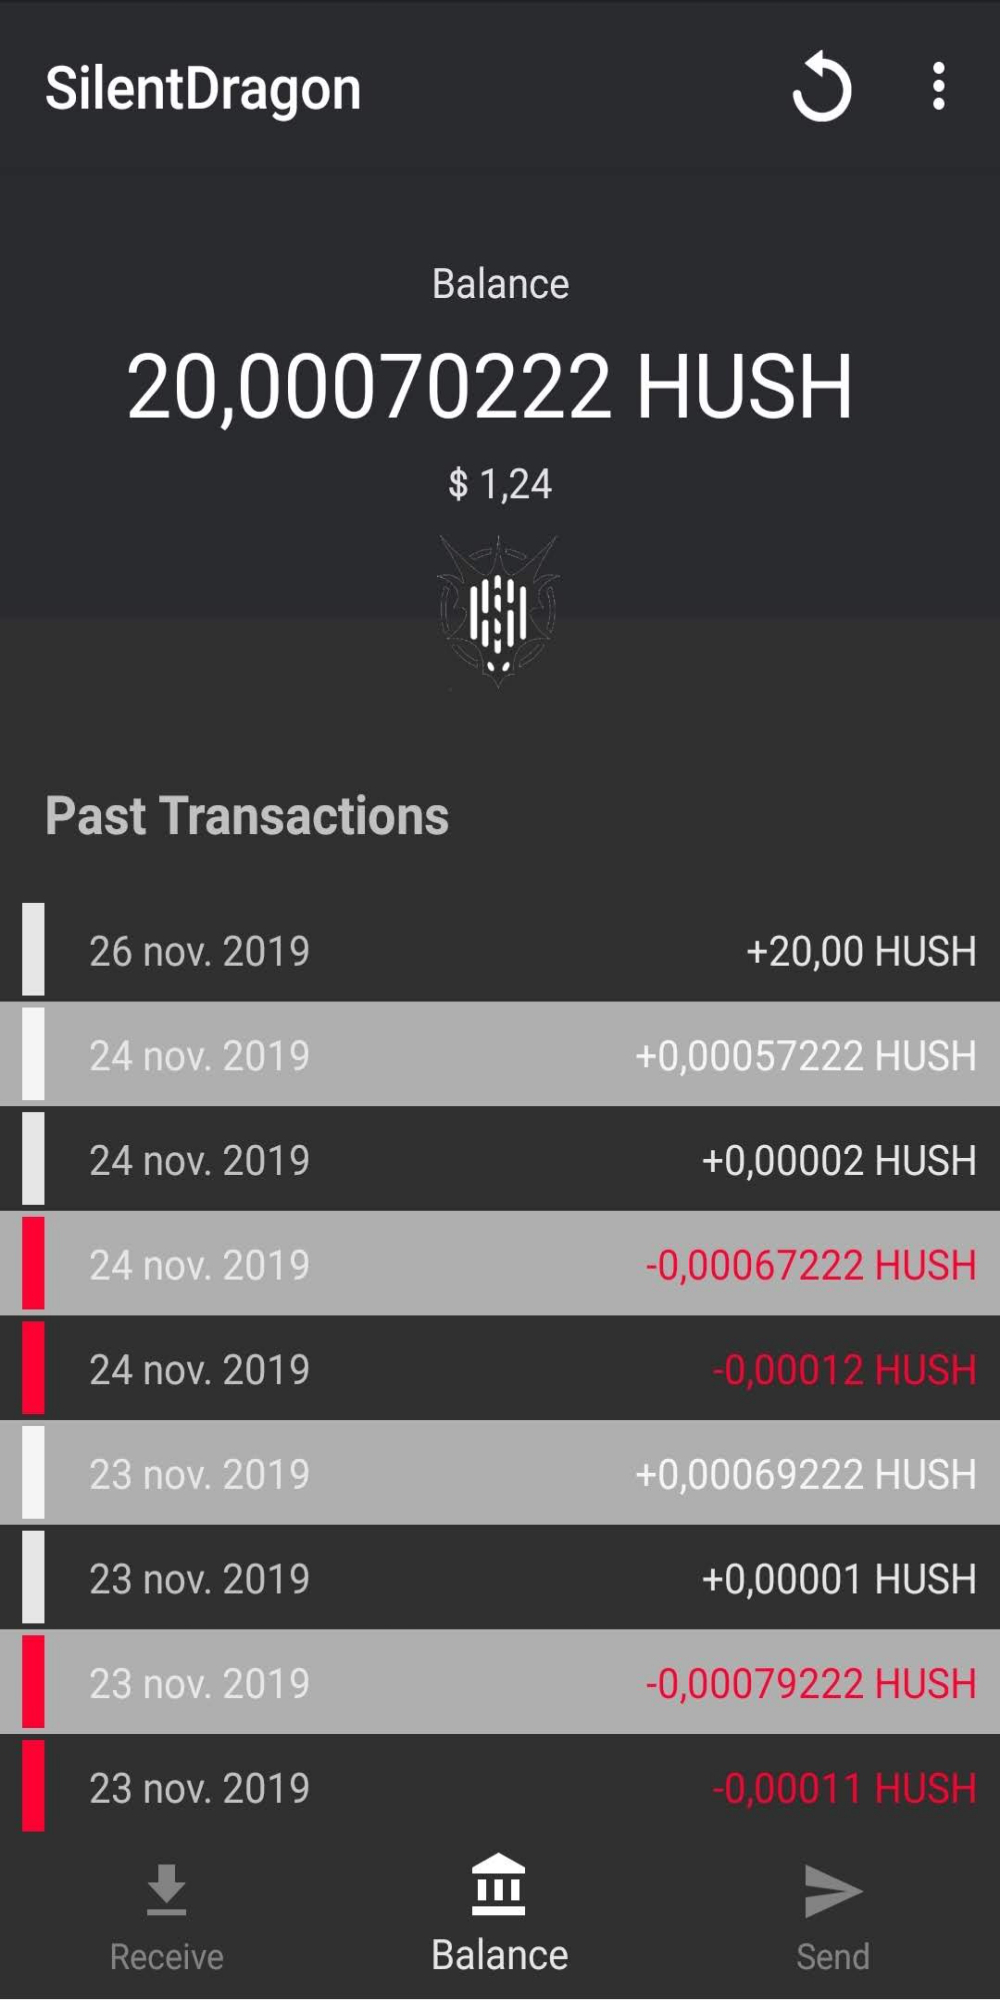 SilentDragon
Balance
20,00070222 HUSH
$ 1,24
Past Transactions
26 nov. 2019 +20,00 HUSH
24 nov. 2019 +0,00057222 HUSH
24 nov. 2019 +0,00002 HUSH
24 nov. 2019 -0,00067222 HUSH
24 nov. 2019 -0,00012 HUSH
23 nov. 2019 +0,00069222 HUSH
23 nov. 2019 +0,00001 HUSH
23 nov. 2019 -0,00079222 HUSH
23 nov. 2019 -0,00011 HUSH
Receive Balance Send